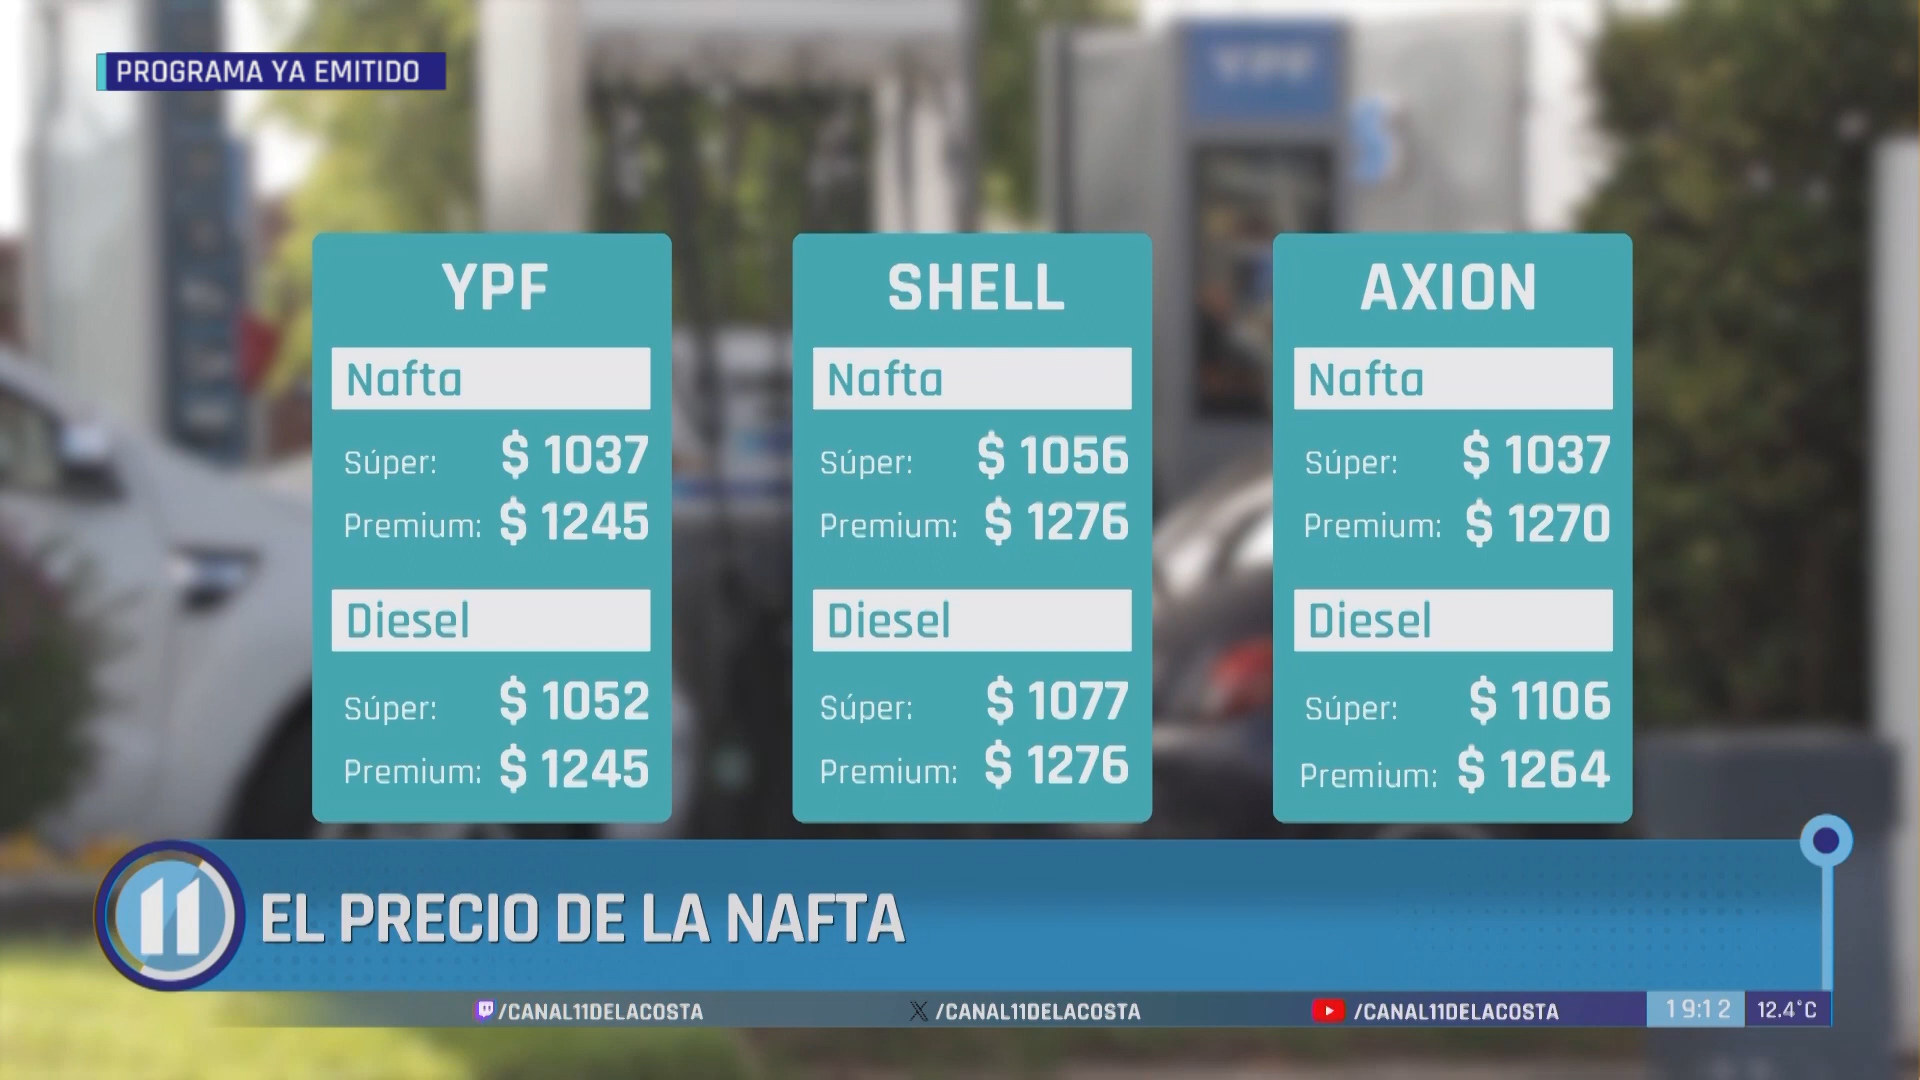 PROGRAMA YA EMITIDO
YPF
YPF
Nafta
Súper: $ 1037
Premium: $ 1245
Diesel
Súper: $ 1052
Premium: $ 1245
SHELL
Nafta
Súper: $ 1056
Premium: $ 1276
Diesel
Súper: $ 1077
Premium: $ 1276
AXION
Nafta
Súper: $ 1037
Premium: $ 1270
Diesel
Súper: $ 1106
Premium: $ 1264
11 EL PRECIO DE LA NAFTA
/CANAL11DELACOSTA
/CANAL11DELACOSTA
/CANAL11DELACOSTA
19:12
12.4°C